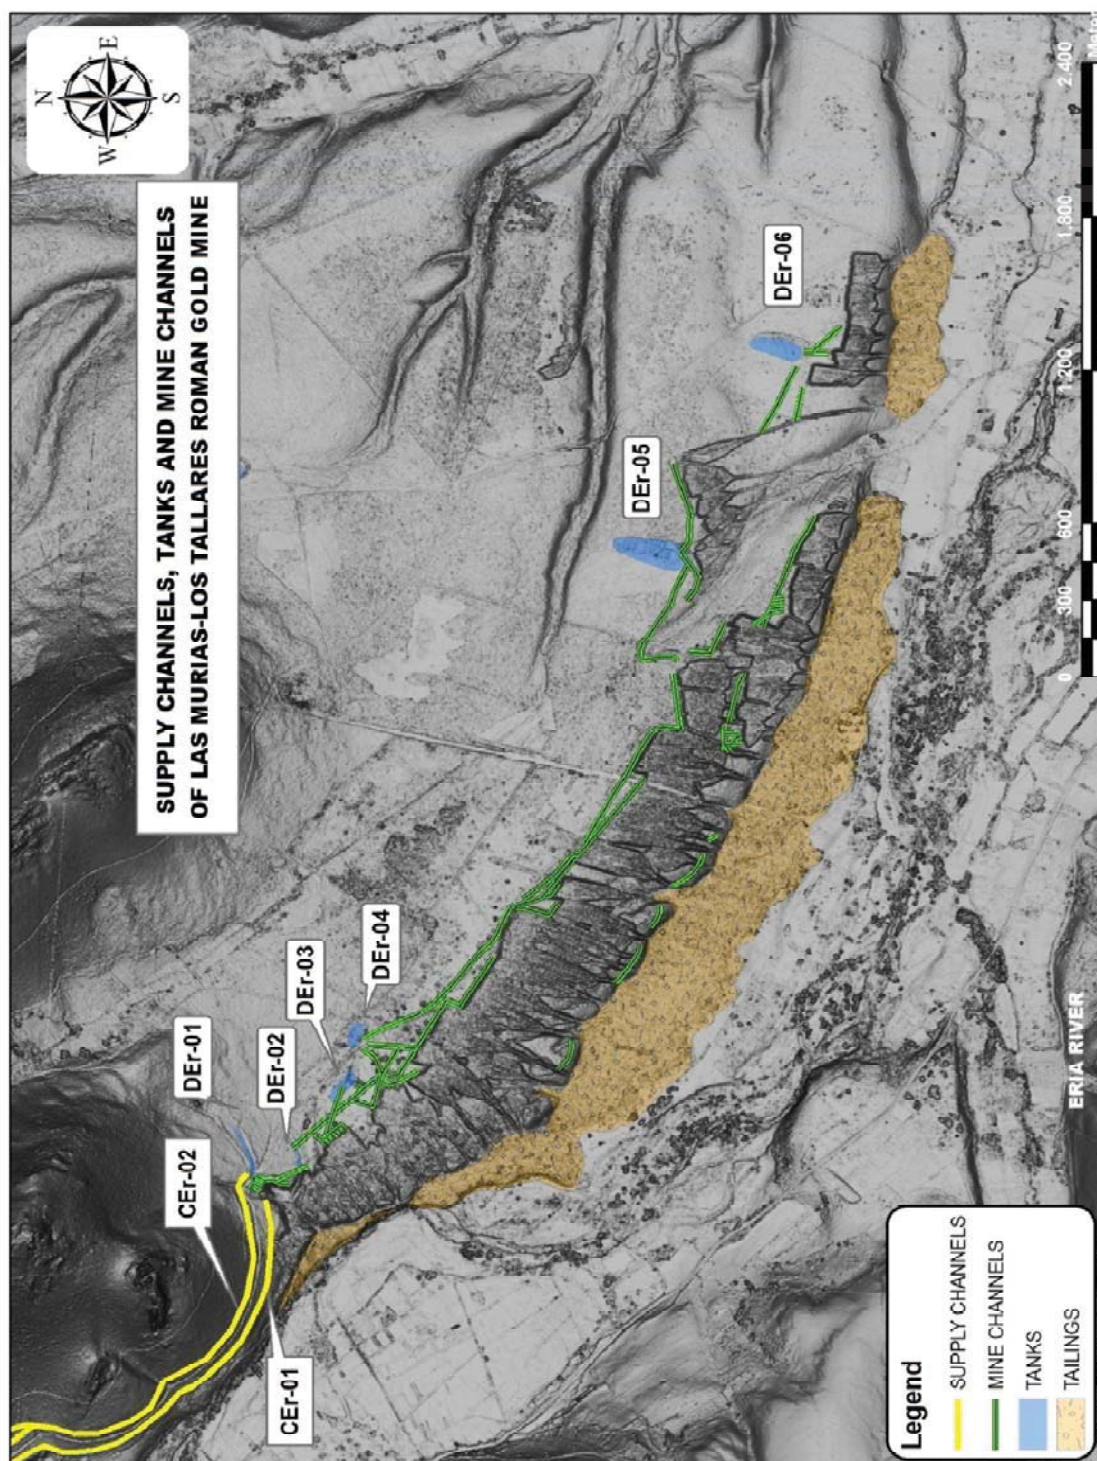 N
E
S
W
SUPPLY CHANNELS, TANKS AND MINE CHANNELS
OF LAS MURIAS-LOS TALLARES ROMAN GOLD MINE
CEr-02
CEr-01
DEr-01
DEr-02
DEr-03
DEr-04
DEr-05
DEr-06
ERIA RIVER
0 300 600 1.200 1.800 2.400
Legend
SUPPLY CHANNELS
MINE CHANNELS
TANKS
TAILINGS